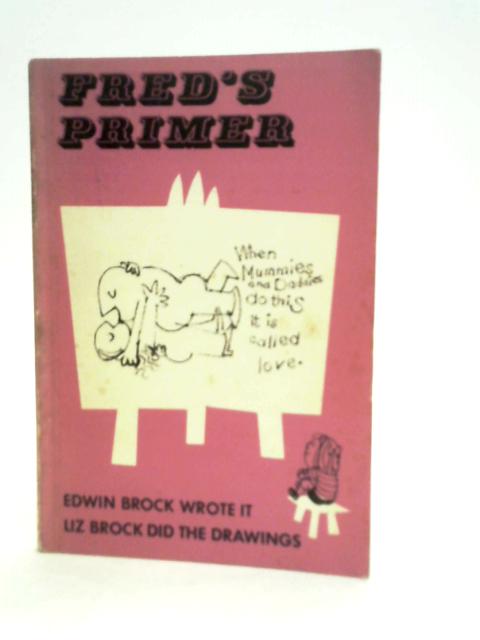 FRED'S
PRIMER
When
Mummies
and Daddies
do this
it is
called
love.
EDWIN BROCK WROTE IT
LIZ BROCK DID THE DRAWINGS